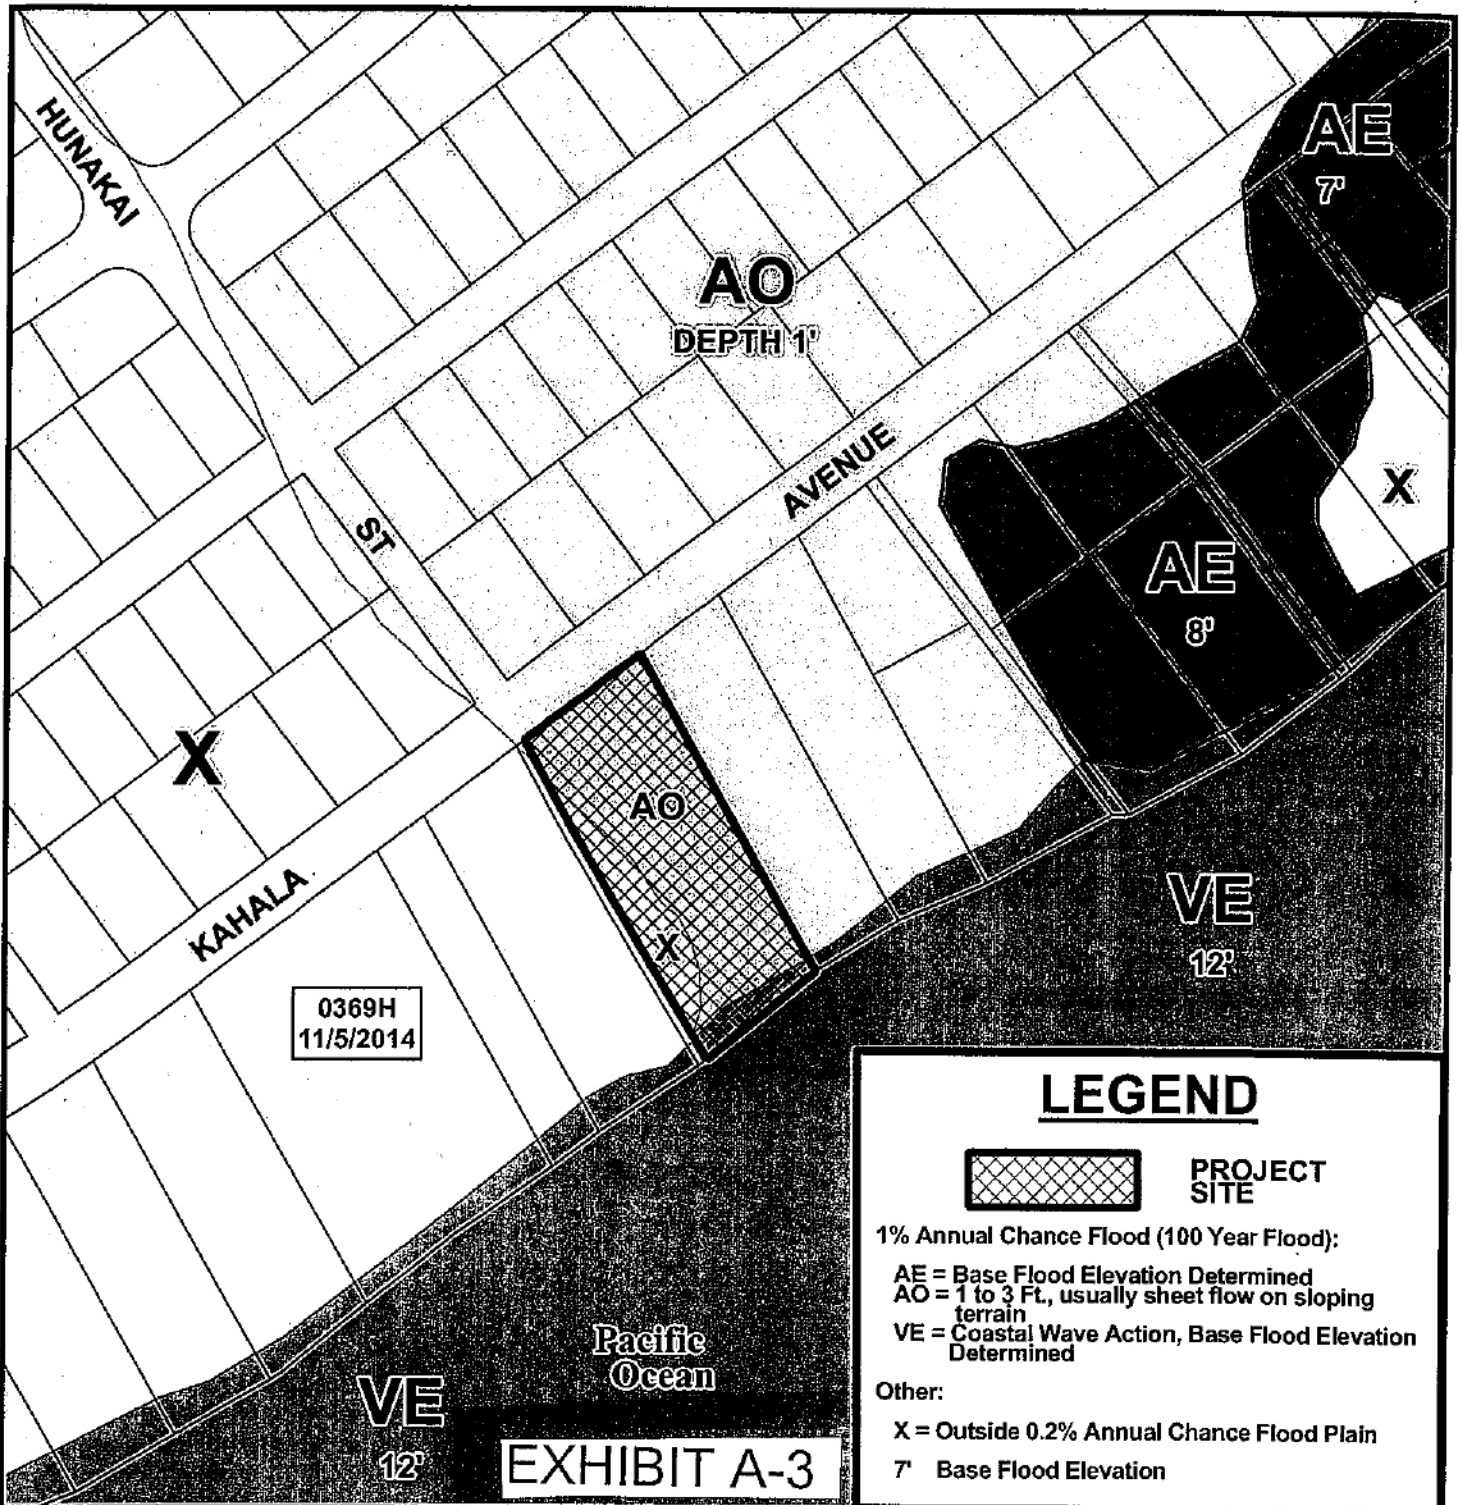 HUNAKAI
AE
7'
AO
DEPTH 1'
AVENUE
X
ST
AE
8'
X
AO
VE
12'
KAHALA
X
0369H
11/5/2014
LEGEND
PROJECT
SITE
1% Annual Chance Flood (100 Year Flood):
AE = Base Flood Elevation Determined
AO = 1 to 3 Ft., usually sheet flow on sloping
terrain
VE = Coastal Wave Action, Base Flood Elevation
Determined
Other:
X = Outside 0.2% Annual Chance Flood Plain
7' Base Flood Elevation
Pacific
Ocean
VE
12'
EXHIBIT A-3